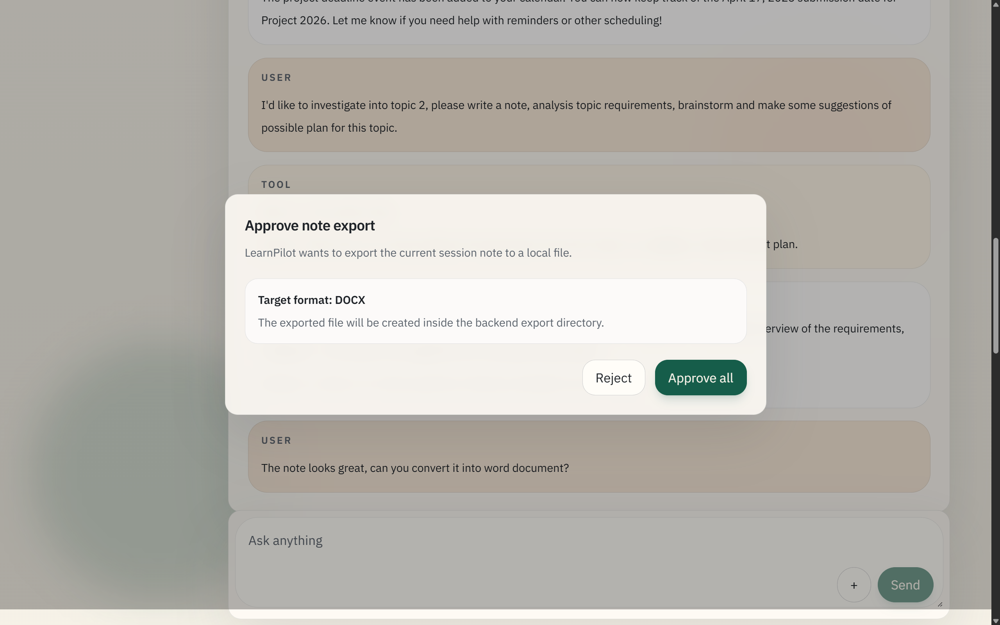 Project 2026. Let me know if you need help with reminders or other scheduling!
USER
I'd like to investigate into topic 2, please write a note, analysis topic requirements, brainstorm and make some suggestions of
possible plan for this topic.
TOOL
Approve note export
LearnPilot wants to export the current session note to a local file.
t plan.
Target format: DOCX
The exported file will be created inside the backend export directory.
erview of the requirements,
Reject
Approve all
USER
The note looks great, can you convert it into word document?
Ask anything
+
Send